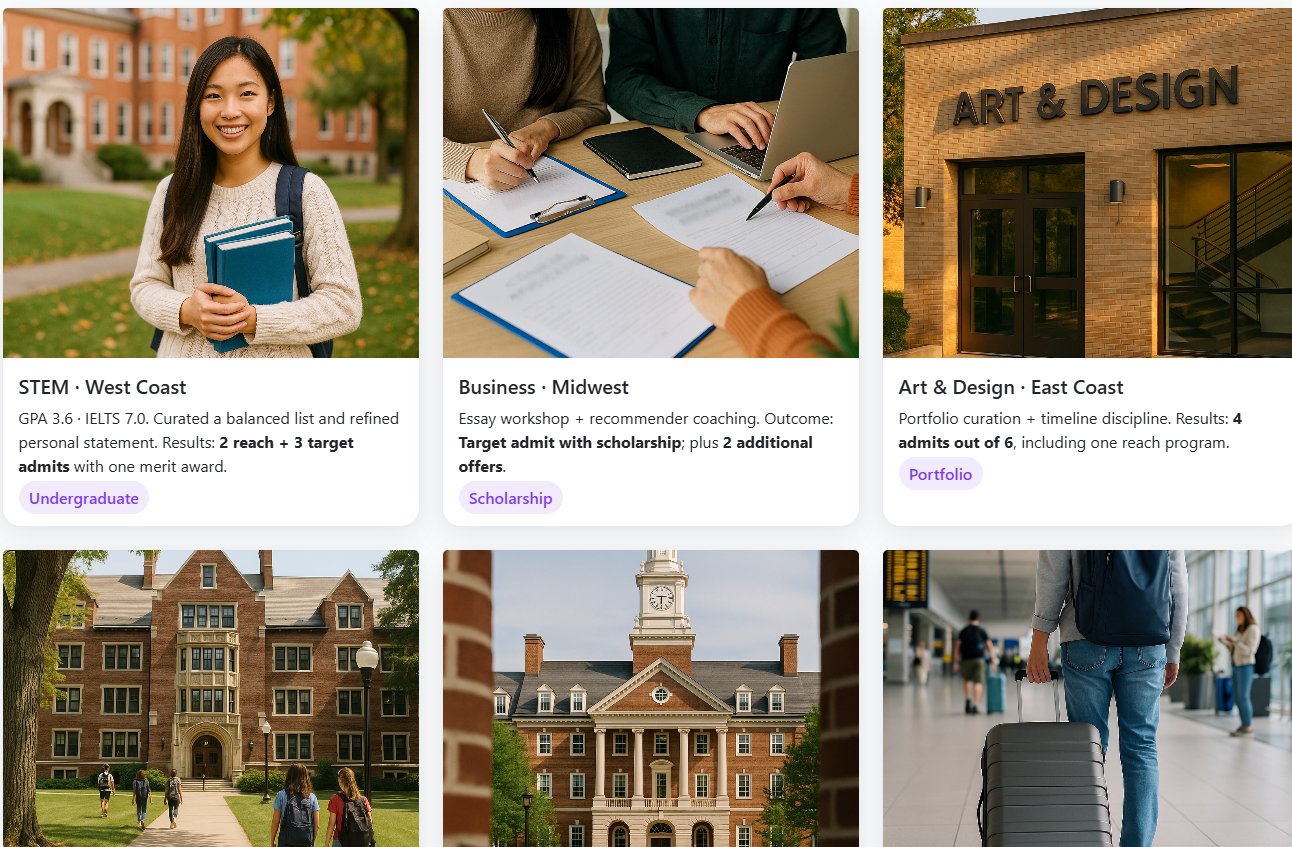 ART & DESIGN
STEM · West Coast
GPA 3.6 · IELTS 7.0. Curated a balanced list and refined
personal statement. Results: 2 reach + 3 target
admits with one merit award.
Undergraduate
Business · Midwest
Essay workshop + recommender coaching. Outcome:
Target admit with scholarship; plus 2 additional
offers.
Scholarship
Art & Design · East Coast
Portfolio curation + timeline discipline. Results: 4
admits out of 6, including one reach program.
Portfolio